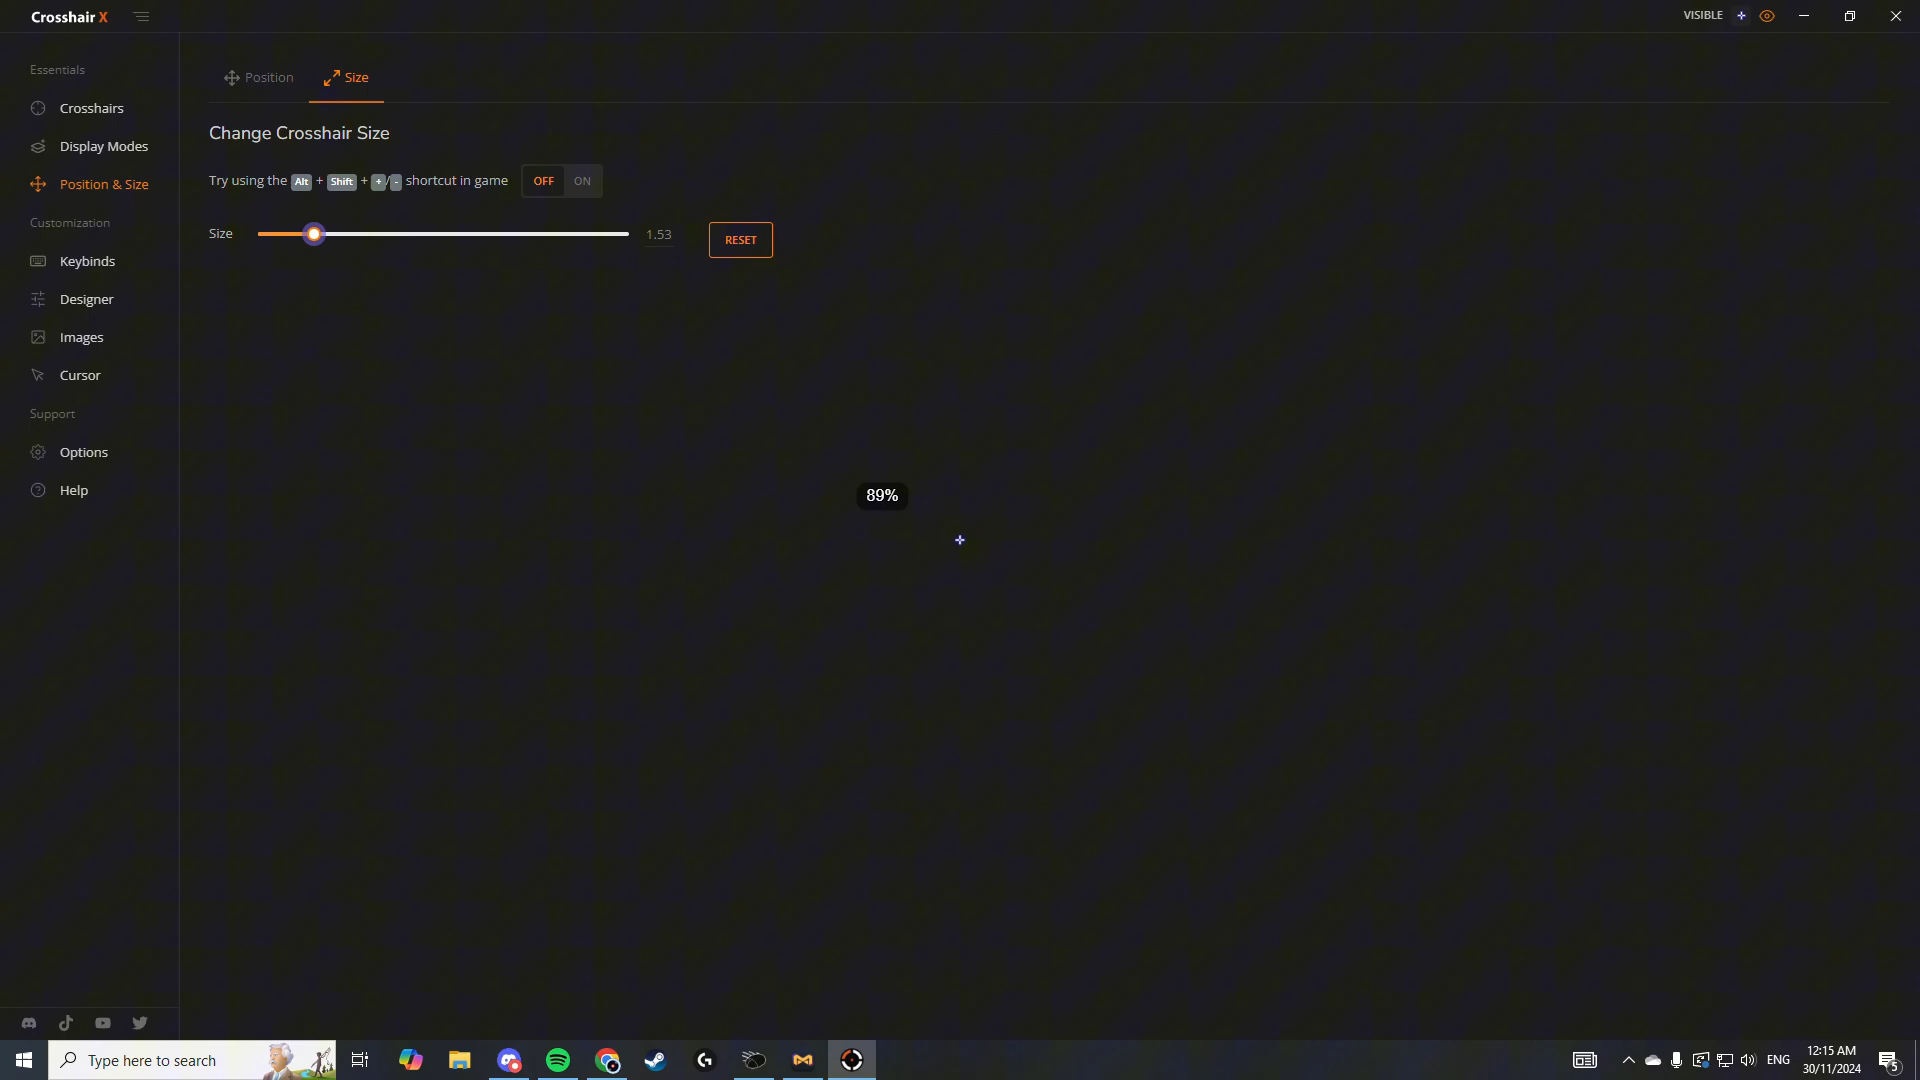 Crosshair X
VISIBLE
Essentials
Crosshairs
Display Modes
Position & Size
Customization
Keybinds
Designer
Images
Cursor
Support
Options
Help
Position
Size
Change Crosshair Size
Try using the Alt + Shift + +/- shortcut in game
OFF ON
Size
1.53
RESET
89%
Type here to search
ENG
12:15 AM
30/11/2024
5